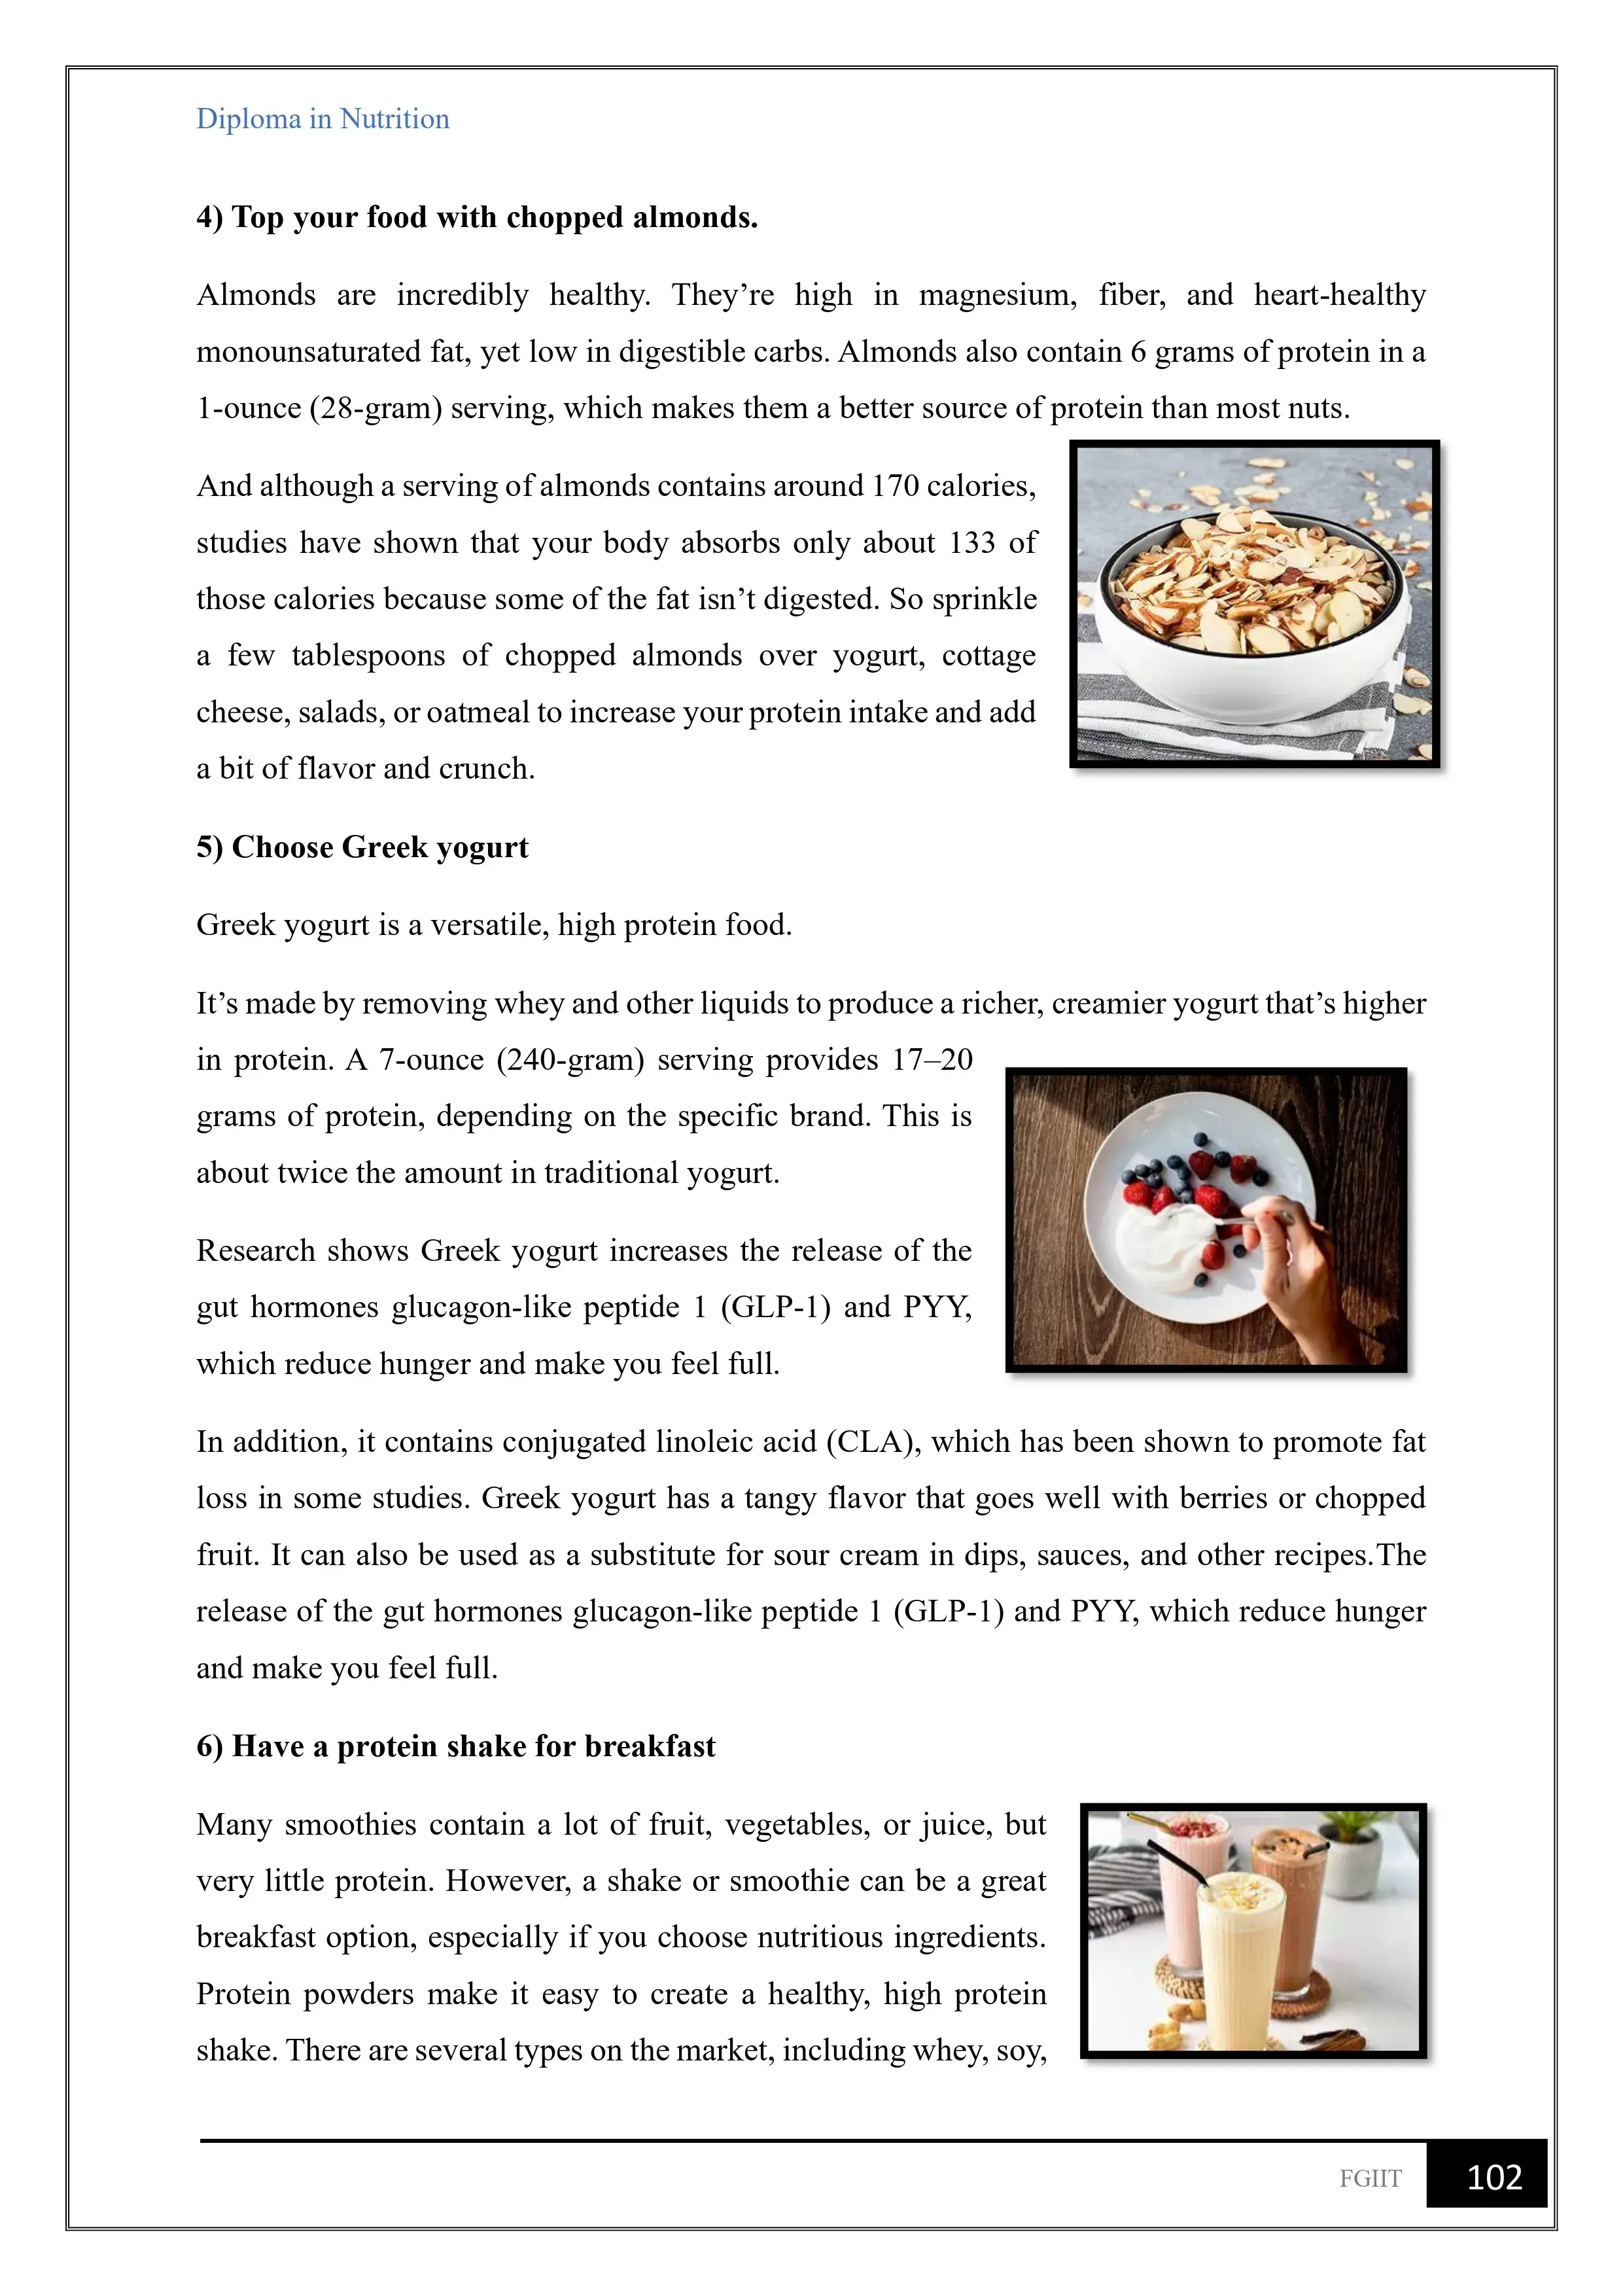 Diploma in Nutrition
4) Top your food with chopped almonds.
Almonds are incredibly healthy. They’re high in magnesium, fiber, and heart-healthy
monounsaturated fat, yet low in digestible carbs. Almonds also contain 6 grams of protein in a
1-ounce (28-gram) serving, which makes them a better source of protein than most nuts.
And although a serving of almonds contains around 170 calories,
studies have shown that your body absorbs only about 133 of
those calories because some of the fat isn’t digested. So sprinkle
a few tablespoons of chopped almonds over yogurt, cottage
cheese, salads, or oatmeal to increase your protein intake and add
a bit of flavor and crunch.
5) Choose Greek yogurt
Greek yogurt is a versatile, high protein food.
It’s made by removing whey and other liquids to produce a richer, creamier yogurt that’s higher
in protein. A 7-ounce (240-gram) serving provides 17–20
grams of protein, depending on the specific brand. This is
about twice the amount in traditional yogurt.
Research shows Greek yogurt increases the release of the
gut hormones glucagon-like peptide 1 (GLP-1) and PYY,
which reduce hunger and make you feel full.
In addition, it contains conjugated linoleic acid (CLA), which has been shown to promote fat
loss in some studies. Greek yogurt has a tangy flavor that goes well with berries or chopped
fruit. It can also be used as a substitute for sour cream in dips, sauces, and other recipes.The
release of the gut hormones glucagon-like peptide 1 (GLP-1) and PYY, which reduce hunger
and make you feel full.
6) Have a protein shake for breakfast
Many smoothies contain a lot of fruit, vegetables, or juice, but
very little protein. However, a shake or smoothie can be a great
breakfast option, especially if you choose nutritious ingredients.
Protein powders make it easy to create a healthy, high protein
shake. There are several types on the market, including whey, soy,
FGIIT 102